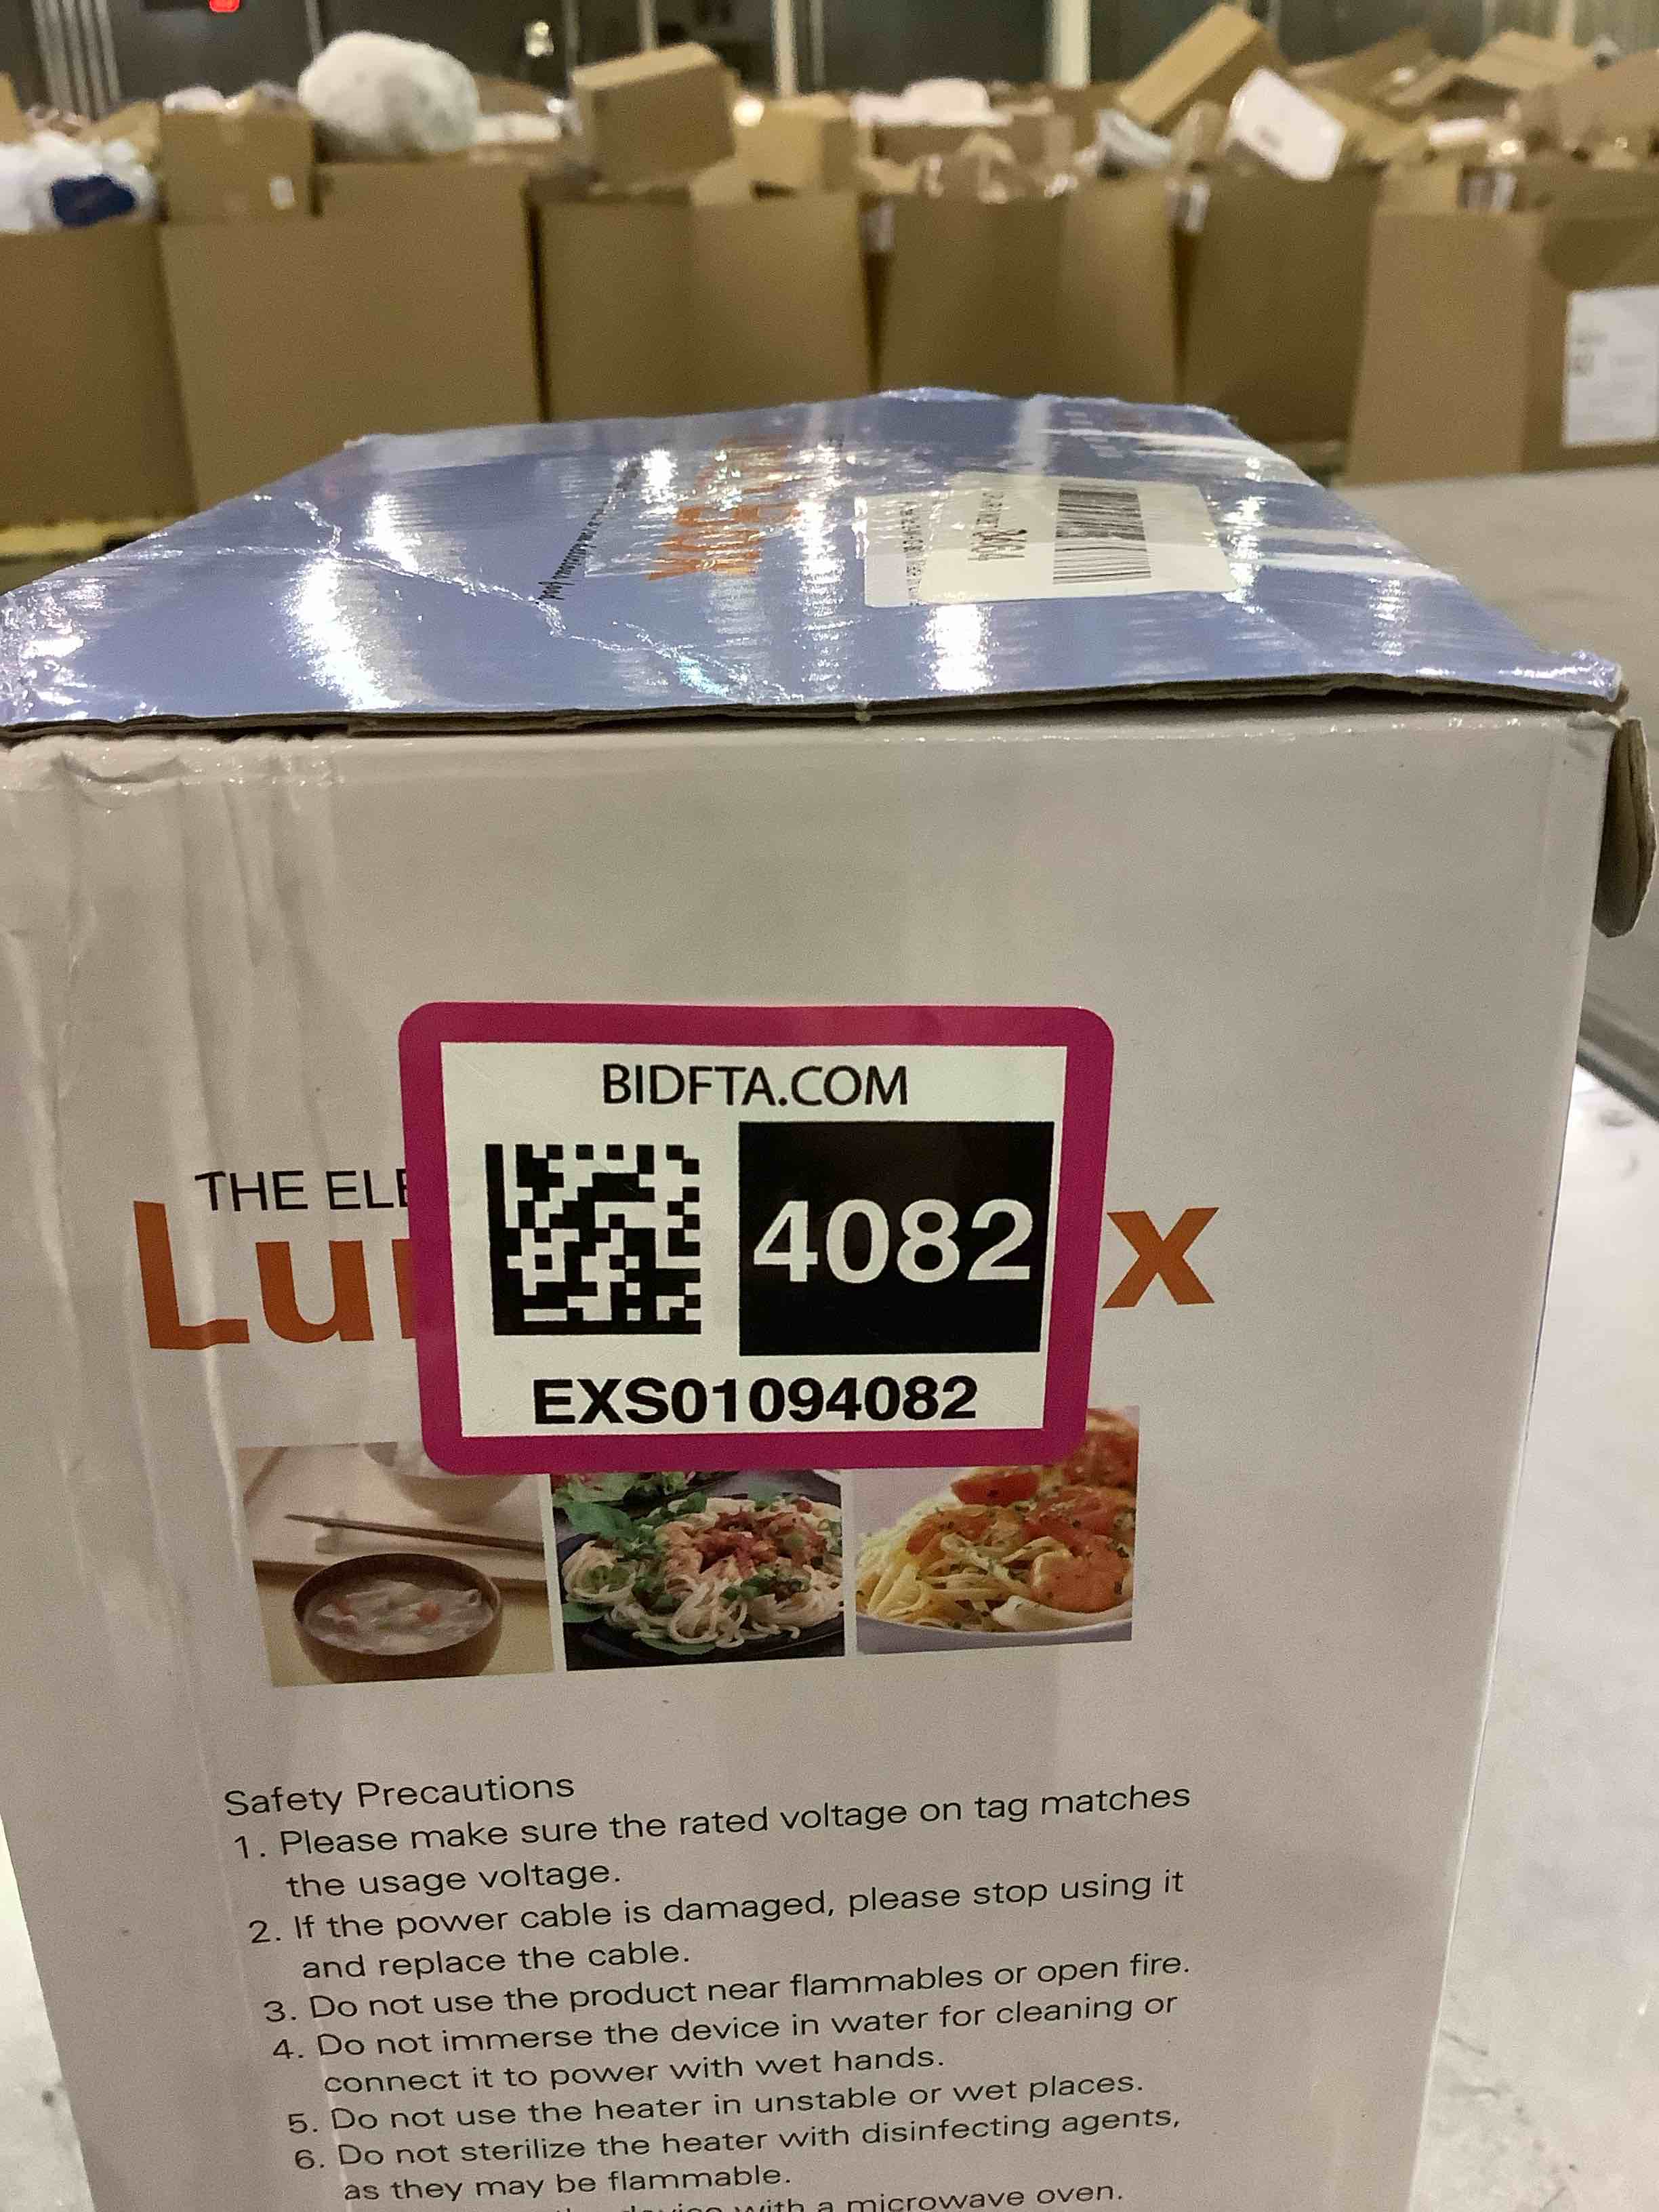 BIDFTA.COM
4082
EXS01094082
THE ELE
Lun x
Safety Precautions
1. Please make sure the rated voltage on tag matches
the usage voltage.
2. If the power cable is damaged, please stop using it
and replace the cable.
3. Do not use the product near flammables or open fire.
4. Do not immerse the device in water for cleaning or
connect it to power with wet hands.
5. Do not use the heater in unstable or wet places.
6. Do not sterilize the heater with disinfecting agents,
as they may be flammable.
with a microwave oven.